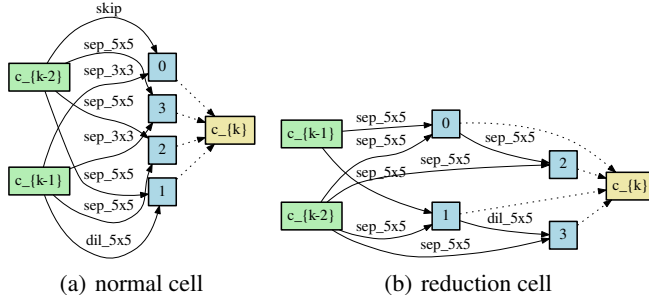 skip
sep_5x5
c_{k-2}
0
sep_3x3
sep_5x5
3
c_{k}
sep_3x3
2
c_{k-1}
sep_5x5
1
sep_5x5
dil_5x5
(a) normal cell
sep_5x5
0
c_{k-1}
sep_5x5
sep_5x5
sep_5x5
2
c_{k}
c_{k-2}
1
dil_5x5
sep_5x5
3
sep_5x5
(b) reduction cell